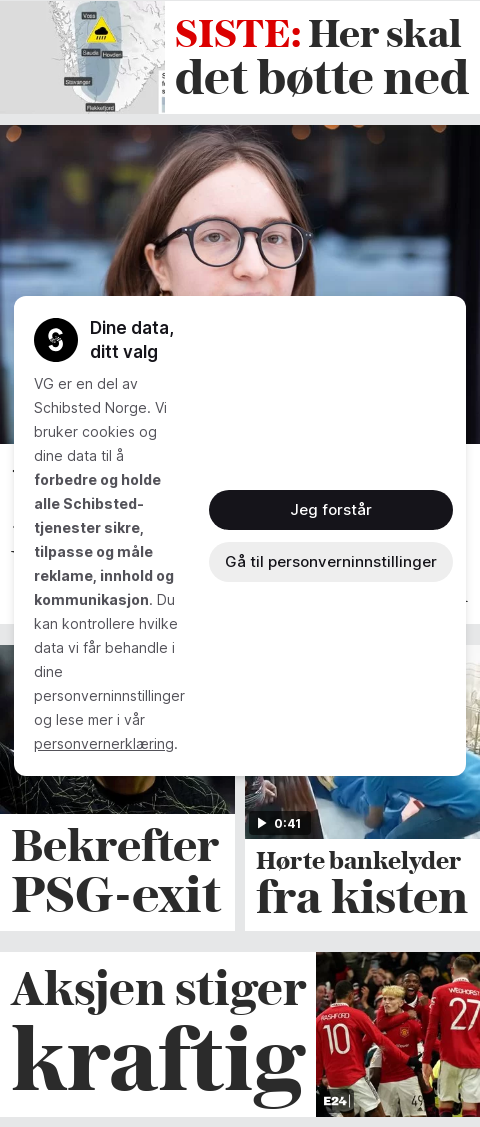 Voss
Sauda
Hovden
Stavanger
Flekkefjord
SISTE: Her skal
det bøtte ned
Dine data,
ditt valg
VG er en del av
Schibsted Norge. Vi
bruker cookies og
dine data til å
forbedre og holde
alle Schibsted-
tjenester sikre,
tilpasse og måle
reklame, innhold og
kommunikasjon. Du
kan kontrollere hvilke
data vi får behandle i
dine
personverninnstillinger
og lese mer i vår
personvernerklæring.
Jeg forstår
Gå til personverninnstillinger
0:41
Bekrefter
PSG-exit
Hørte bankelyder
fra kisten
Aksjen stiger
kraftig
RASHFORD
10
WEGHORST
27
49
E24